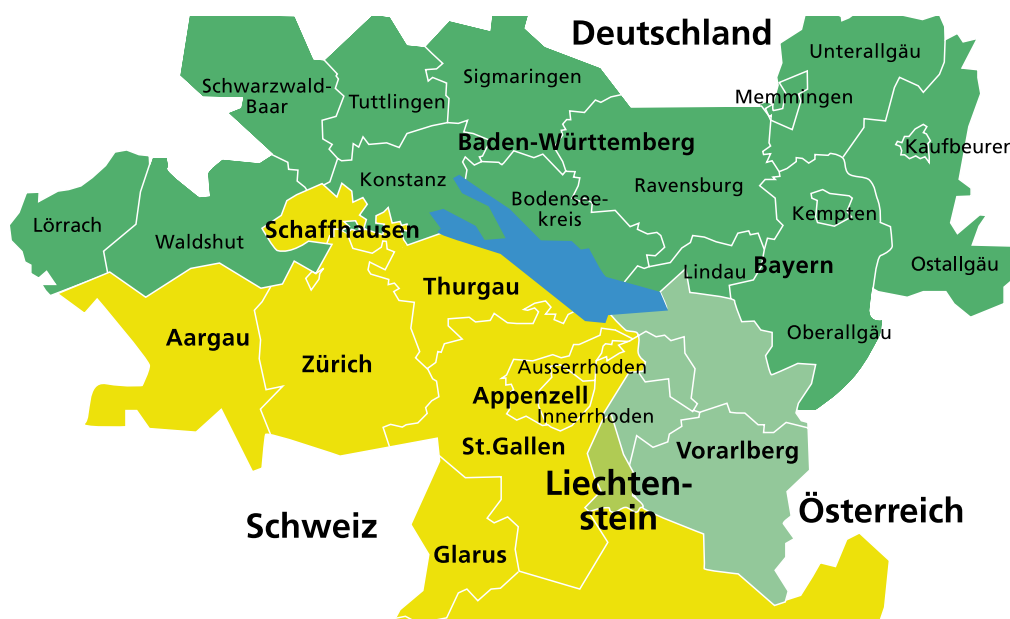 Deutschland
Unterallgäu
Sigmaringen
Schwarzwald-
Baar
Tuttlingen
Memmingen
Baden-Württemberg
Kaufbeuren
Konstanz
Ravensburg
Bodensee-
kreis
Kempten
Lörrach
Schaffhausen
Waldshut
Lindau
Bayern
Ostallgäu
Thurgau
Oberallgäu
Aargau
Zürich
Ausserrhoden
Appenzell
Innerrhoden
St.Gallen
Vorarlberg
Liechten-
stein
Österreich
Schweiz
Glarus